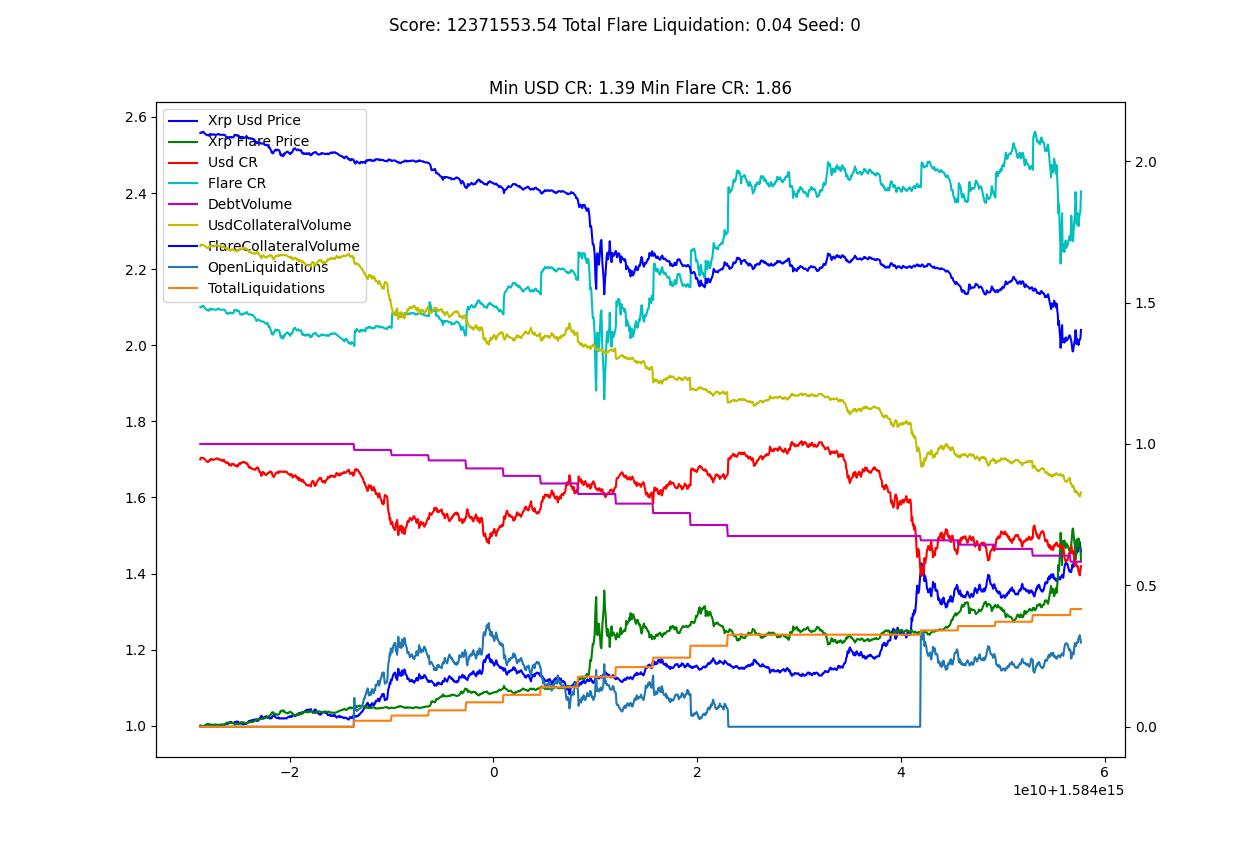 Score: 12371553.54 Total Flare Liquidation: 0.04 Seed: 0
Min USD CR: 1.39 Min Flare CR: 1.86
Xrp Usd Price
Xrp Flare Price
Usd CR
Flare CR
DebtVolume
UsdCollateralVolume
FlareCollateralVolume
OpenLiquidations
TotalLiquidations
2.6
2.4
2.2
2.0
1.8
1.6
1.4
1.2
1.0
2.0
1.5
1.0
0.5
0.0
−2 0 2 4 6
1e10+1.584e15